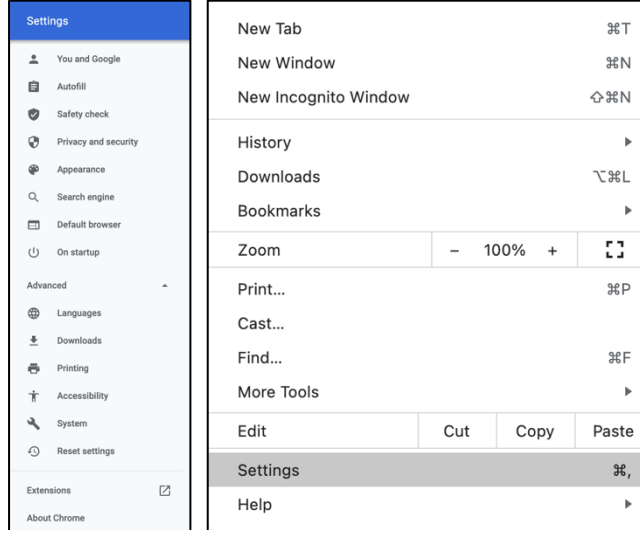 Settings
You and Google
Autofill
Safety check
Privacy and security
Appearance
Search engine
Default browser
On startup
Advanced
Languages
Downloads
Printing
Accessibility
System
Reset settings
Extensions
About Chrome
New Tab ⌘T
New Window ⌘N
New Incognito Window ⇧⌘N
History
Downloads ⌥⌘L
Bookmarks
Zoom – 100% +
Print... ⌘P
Cast...
Find... ⌘F
More Tools
Edit Cut Copy Paste
Settings ⌘,
Help